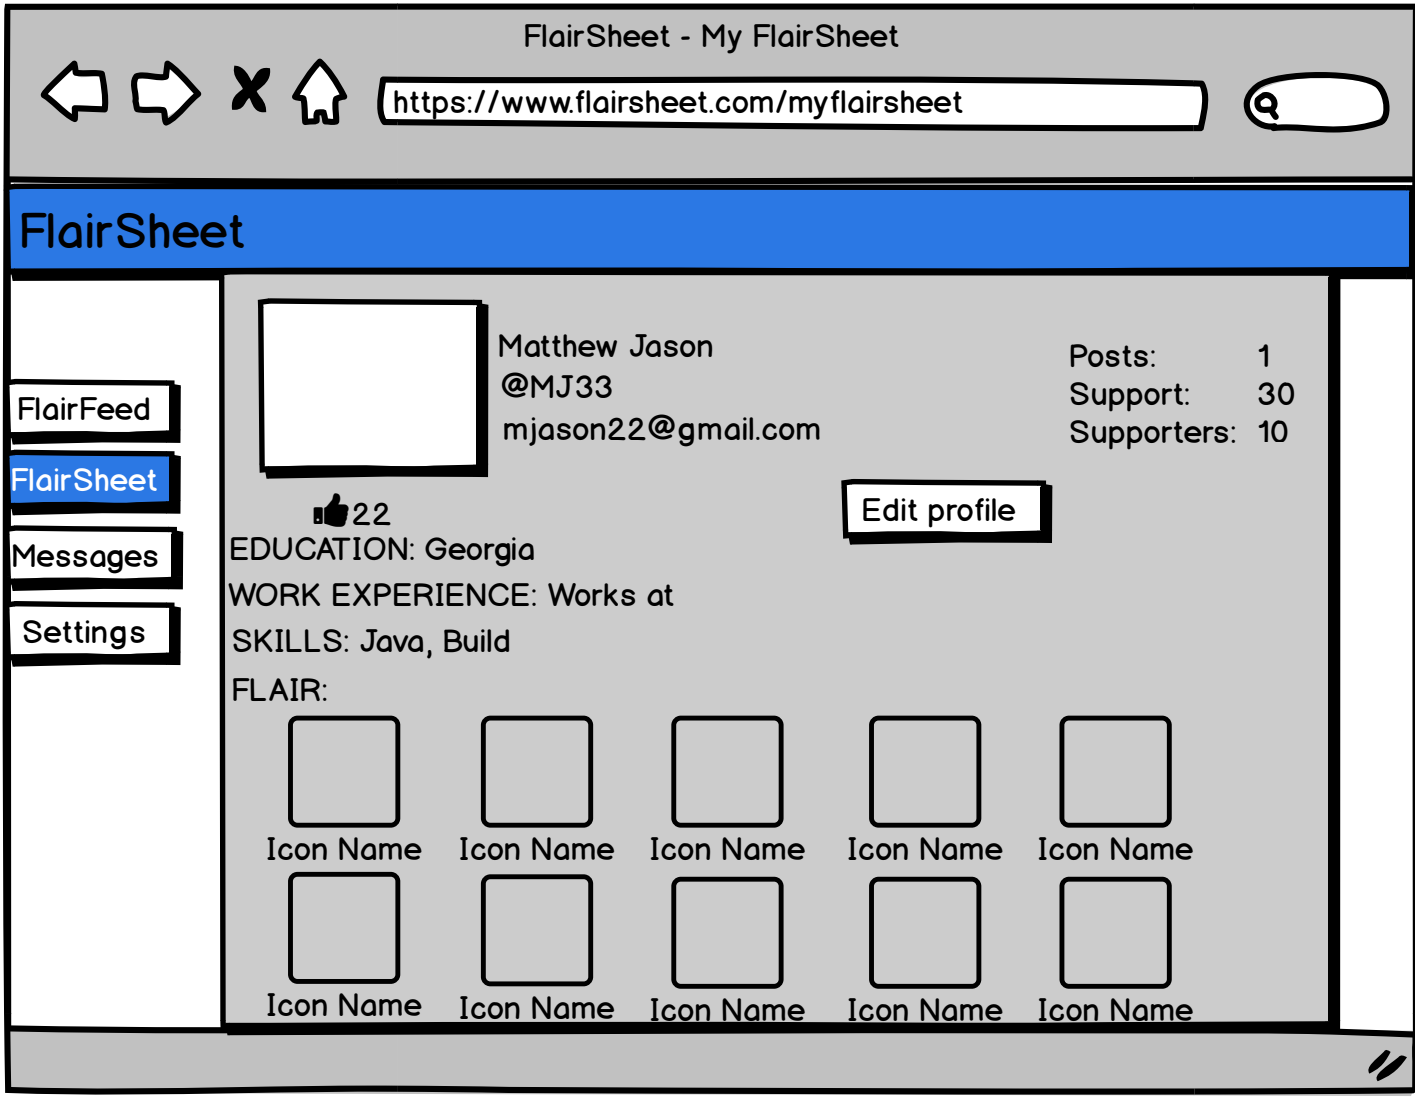 FlairSheet - My FlairSheet
https://www.flairsheet.com/myflairsheet
FlairSheet
FlairFeed
FlairSheet
Messages
Settings
Matthew Jason
@MJ33
mjason22@gmail.com
Posts: 1
Support: 30
Supporters: 10
22
Edit profile
EDUCATION: Georgia
WORK EXPERIENCE: Works at
SKILLS: Java, Build
FLAIR:
Icon Name Icon Name Icon Name Icon Name Icon Name
Icon Name Icon Name Icon Name Icon Name Icon Name